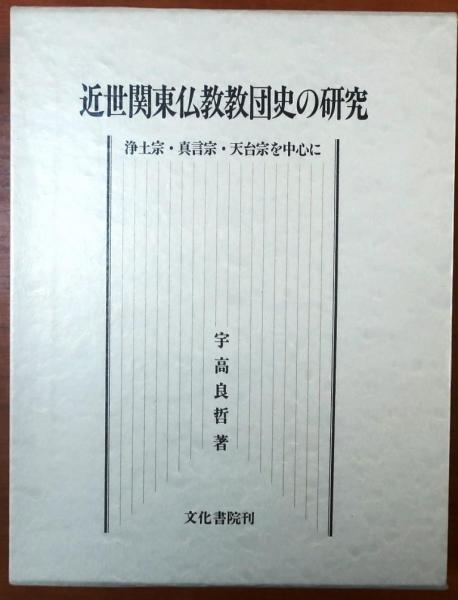 近世関東仏教教団史の研究
浄土宗・真言宗・天台宗を中心に
宇高良哲著
文化書院刊